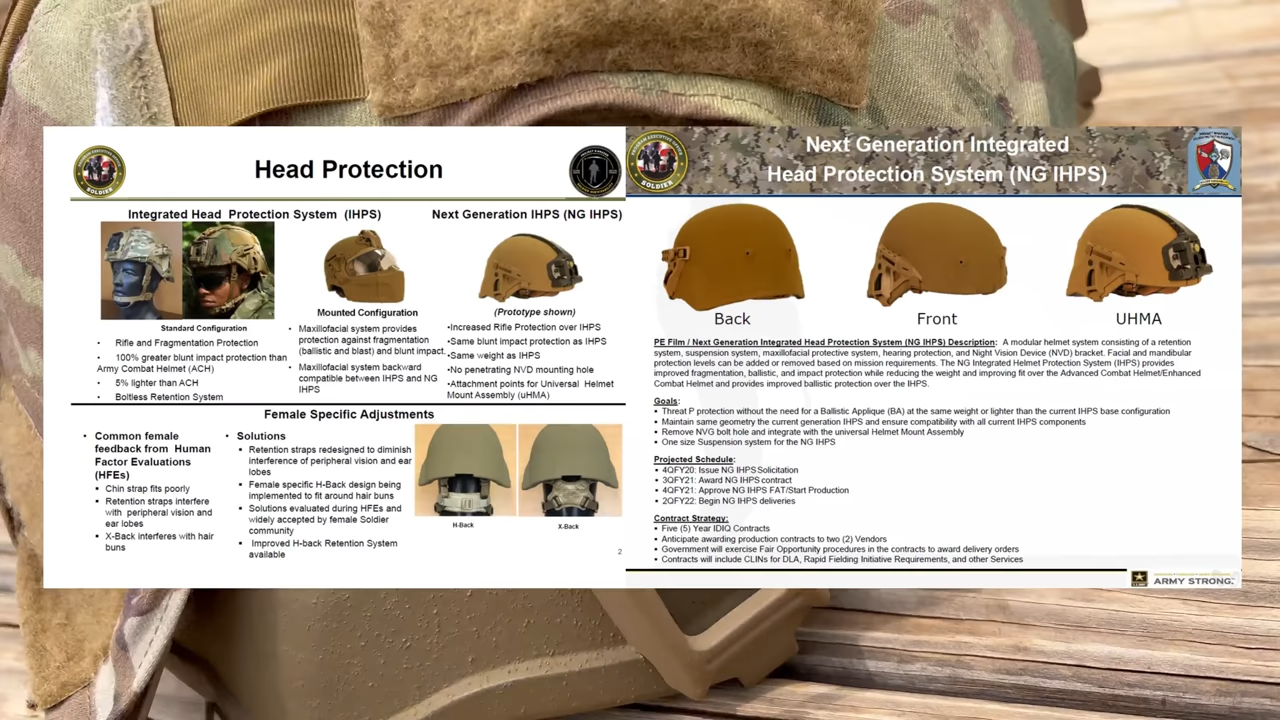 Head Protection
SOLDIER
Integrated Head Protection System (IHPS)
Standard Configuration
• Rifle and Fragmentation Protection
• 100% greater blunt impact protection than
Army Combat Helmet (ACH)
• 5% lighter than ACH
• Boltless Retention System
Mounted Configuration
• Maxillofacial system provides
protection against fragmentation
(ballistic and blast) and blunt impact.
• Maxillofacial system backward
compatible between IHPS and NG
IHPS
Next Generation IHPS (NG IHPS)
(Prototype shown)
•Increased Rifle Protection over IHPS
•Same blunt impact protection as IHPS
•Same weight as IHPS
•No penetrating NVD mounting hole
•Attachment points for Universal Helmet
Mount Assembly (uHMA)
Female Specific Adjustments
• Common female
feedback from Human
Factor Evaluations
(HFEs)
▪ Chin strap fits poorly
▪ Retention straps interfere
with peripheral vision and
ear lobes
▪ X-Back interferes with hair
buns
• Solutions
▪ Retention straps redesigned to diminish
interference of peripheral vision and ear
lobes
▪ Female specific H-Back design being
implemented to fit around hair buns
▪ Solutions evaluated during HFEs and
widely accepted by female Soldier
community
▪ Improved H-back Retention System
available
H-Back
X-Back
2
SOLDIER
Next Generation Integrated
Head Protection System (NG IHPS)
Back
Front
UHMA
PE Film / Next Generation Integrated Head Protection System (NG IHPS) Description: A modular helmet system consisting of a retention
system, suspension system, maxillofacial protective system, hearing protection, and Night Vision Device (NVD) bracket. Facial and mandibular
protection levels can be added or removed based on mission requirements. The NG Integrated Helmet Protection System (IHPS) provides
improved fragmentation, ballistic, and impact protection while reducing the weight and improving fit over the Advanced Combat Helmet/Enhanced
Combat Helmet and provides improved ballistic protection over the IHPS.
Goals:
▪ Threat P protection without the need for a Ballistic Applique (BA) at the same weight or lighter than the current IHPS base configuration
▪ Maintain same geometry the current generation IHPS and ensure compatibility with all current IHPS components
▪ Remove NVG bolt hole and integrate with the universal Helmet Mount Assembly
▪ One size Suspension system for the NG IHPS
Projected Schedule:
▪ 4QFY20: Issue NG IHPS Solicitation
▪ 3QFY21: Award NG IHPS contract
▪ 4QFY21: Approve NG IHPS FAT/Start Production
▪ 2QFY22: Begin NG IHPS deliveries
Contract Strategy:
▪ Five (5) Year IDIQ Contracts
▪ Anticipate awarding production contracts to two (2) Vendors
▪ Government will exercise Fair Opportunity procedures in the contracts to award delivery orders
▪ Contracts will include CLINs for DLA, Rapid Fielding Initiative Requirements, and other Services
ARMY STRONG.